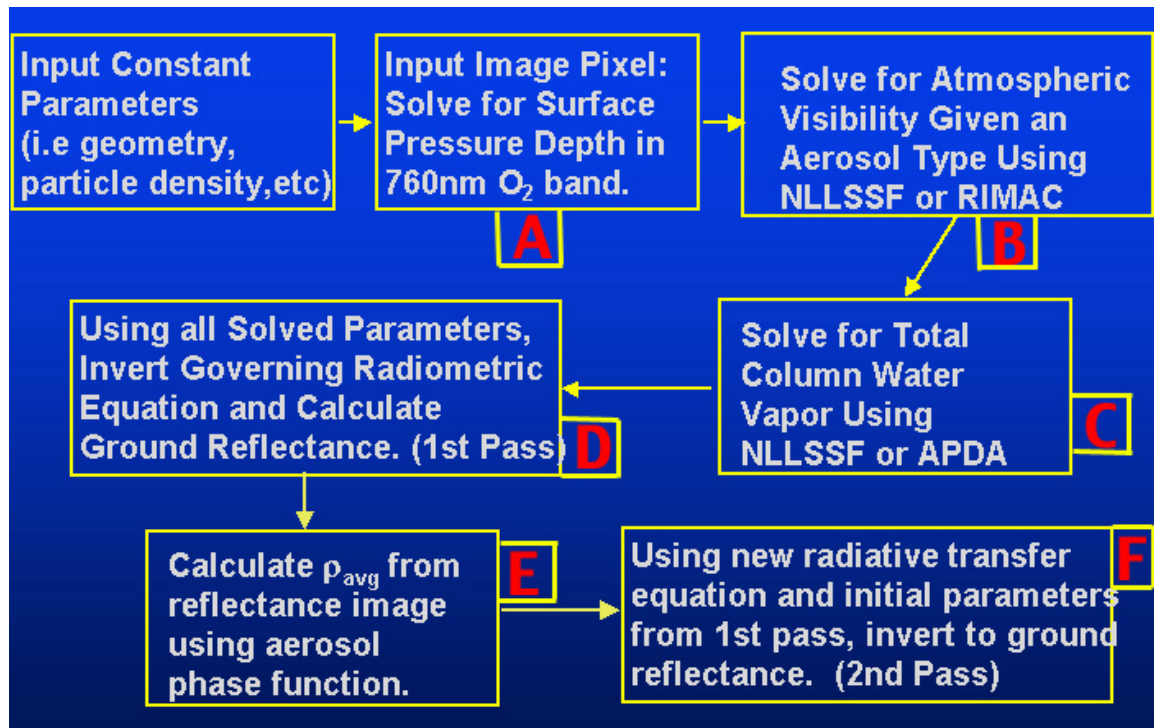 Input Constant
Parameters
(i.e geometry,
particle density,etc)
Input Image Pixel:
Solve for Surface
Pressure Depth in
760nm O₂ band.
A
Solve for Atmospheric
Visibility Given an
Aerosol Type Using
NLLSSF or RIMAC
B
Solve for Total
Column Water
Vapor Using
NLLSSF or APDA
C
Using all Solved Parameters,
Invert Governing Radiometric
Equation and Calculate
Ground Reflectance. (1st Pass)
D
Calculate ρavg from
reflectance image
using aerosol
phase function.
E
Using new radiative transfer
equation and initial parameters
from 1st pass, invert to ground
reflectance. (2nd Pass)
F